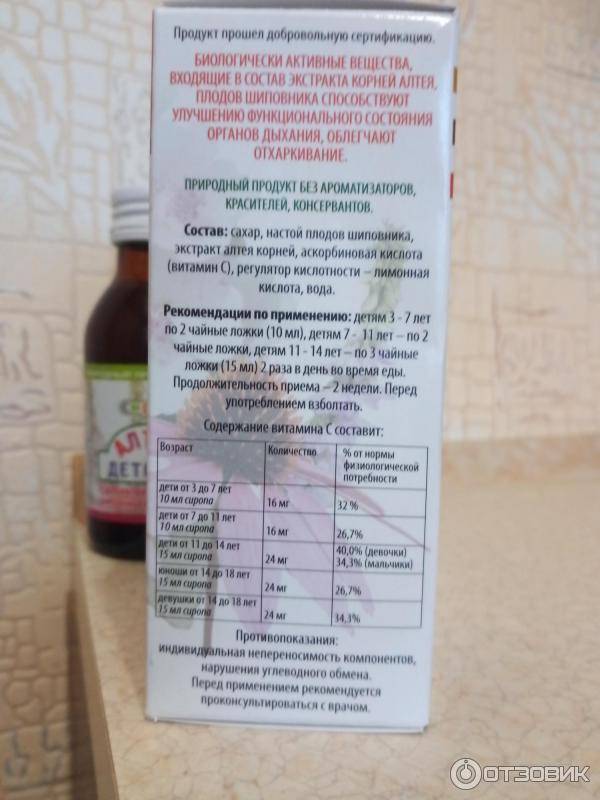 Продукт прошел добровольную сертификацию.
БИОЛОГИЧЕСКИ АКТИВНЫЕ ВЕЩЕСТВА,
ВХОДЯЩИЕ В СОСТАВ ЭКСТРАКТА КОРНЕЙ АЛТЕЯ,
ПЛОДОВ ШИПОВНИКА СПОСОБСТВУЮТ
УЛУЧШЕНИЮ ФУНКЦИОНАЛЬНОГО СОСТОЯНИЯ
ОРГАНОВ ДЫХАНИЯ, ОБЛЕГЧАЮТ
ОТХАРКИВАНИЕ.
ПРИРОДНЫЙ ПРОДУКТ БЕЗ АРОМАТИЗАТОРОВ,
КРАСИТЕЛЕЙ, КОНСЕРВАНТОВ.
Состав: сахар, настой плодов шиповника,
экстракт алтея корней, аскорбиновая кислота
(витамин С), регулятор кислотности – лимонная
кислота, вода.
Рекомендации по применению: детям 3 - 7 лет
по 2 чайные ложки (10 мл), детям 7 - 11 лет – по 2
чайные ложки, детям 11 - 14 лет – по 3 чайные
ложки (15 мл) 2 раза в день во время еды.
Продолжительность приема – 2 недели. Перед
употреблением взболтать.
Содержание витамина С составит:
Возраст Количество % от нормы
физиологической
потребности
дети от 3 до 7 лет
10 мл сиропа 16 мг 32 %
дети от 7 до 11 лет
10 мл сиропа 16 мг 26,7%
дети от 11 до 14 лет 40,0% (девочки)
15 мл сиропа 24 мг 34,3% (мальчики)
юноши от 14 до 18 лет
15 мл сиропа 24 мг 26,7%
девушки от 14 до 18 лет
15 мл сиропа 24 мг 34,3%
Противопоказания:
индивидуальная непереносимость компонентов,
нарушения углеводного обмена.
Перед применением рекомендуется
проконсультироваться с врачом.
АЛТ
ДЕТ
ОТЗОВИК